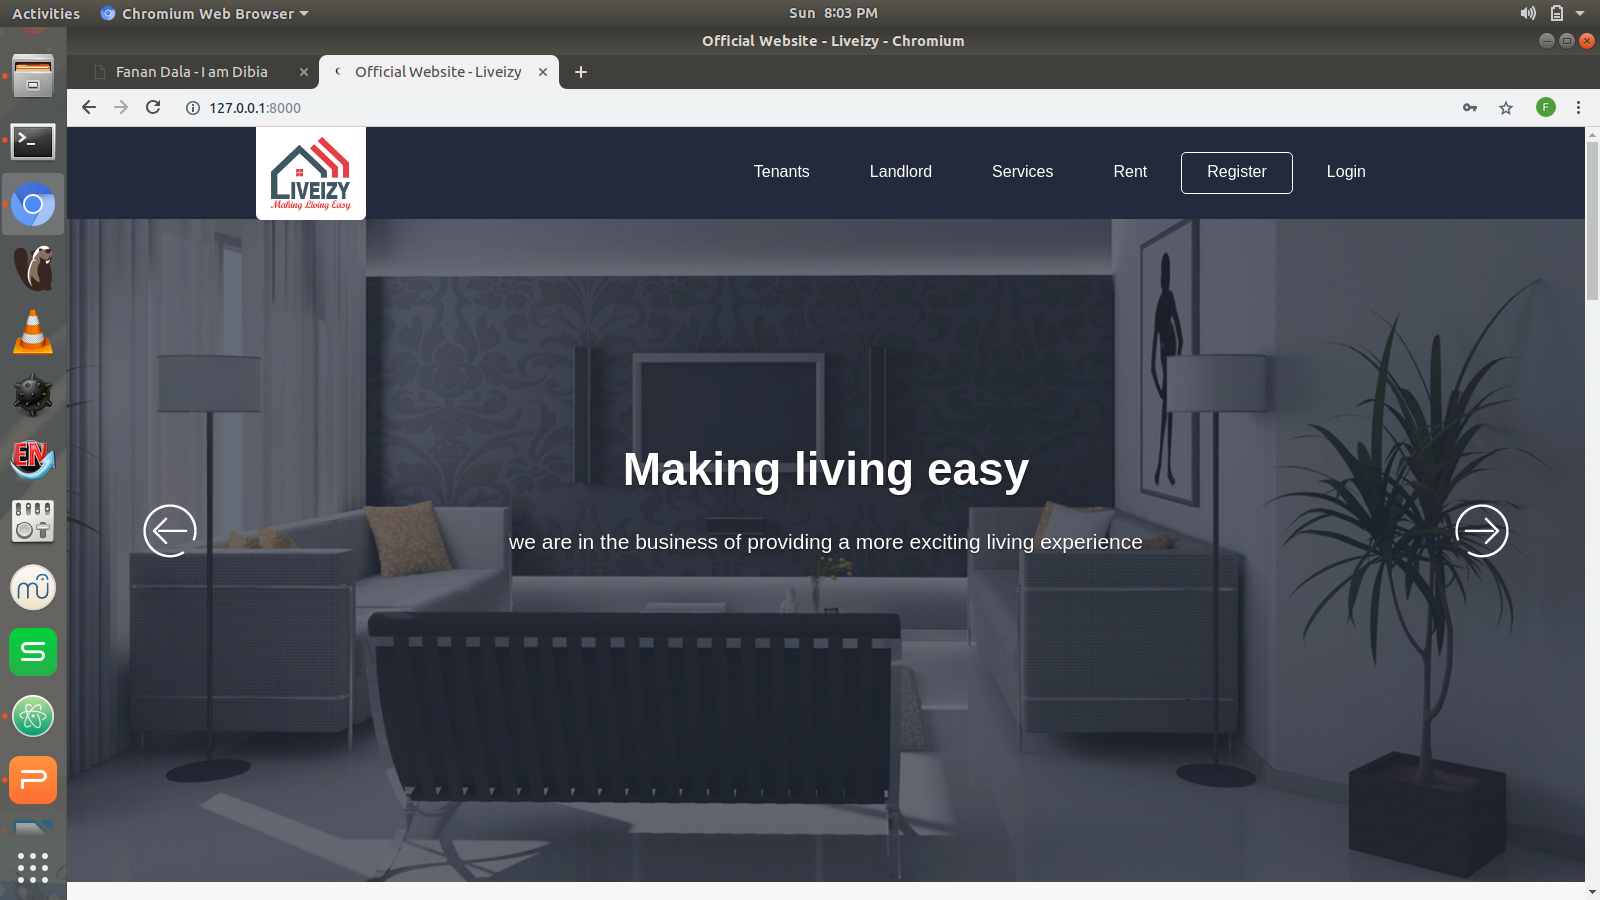 Activities
Chromium Web Browser
Sun 8:03 PM
Official Website - Liveizy - Chromium
Fanan Dala - I am Dibia
Official Website - Liveizy
127.0.0.1:8000
F
LIVEIZY
Making Living Easy
Tenants
Landlord
Services
Rent
Register
Login
EN
Making living easy
we are in the business of providing a more exciting living experience
mu
S
P